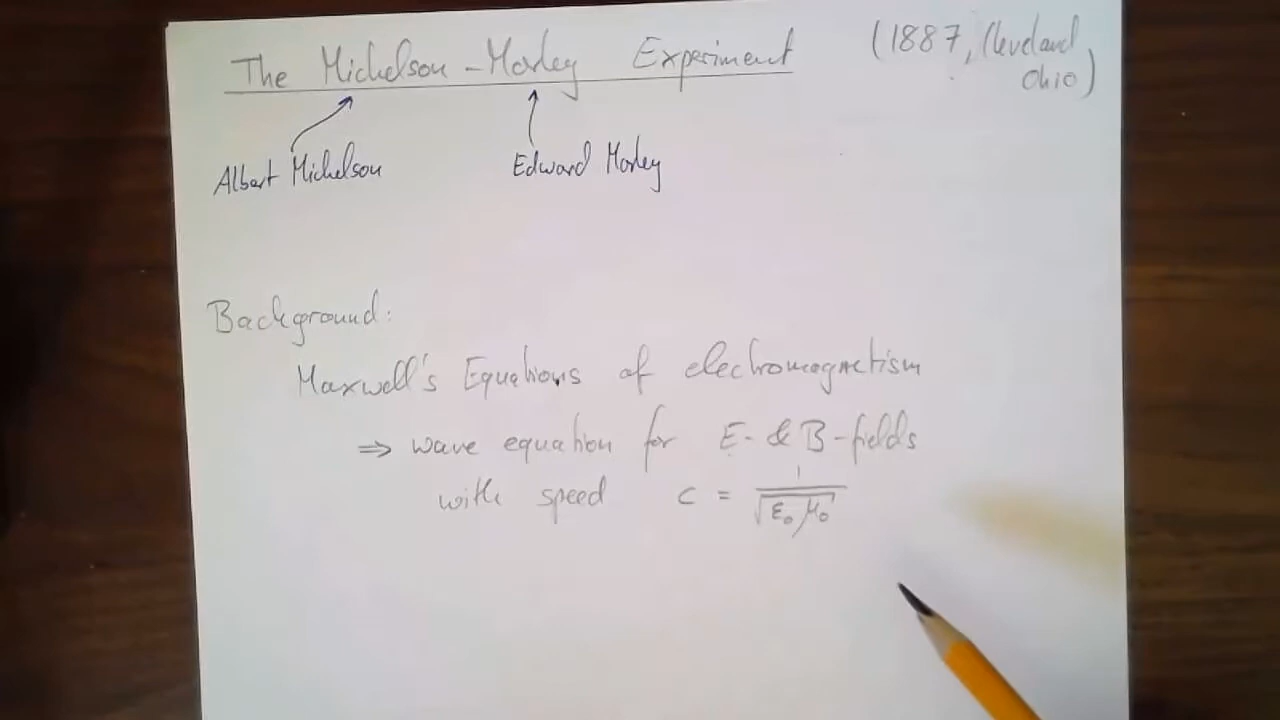 The Michelson-Morley Experiment (1887, Cleveland, Ohio)
Albert Michelson
Edward Morley
Background:
Maxwell's Equations of electromagnetism
⇒ wave equation for E- & B-fields
with speed c = 1/√(ε₀μ₀)